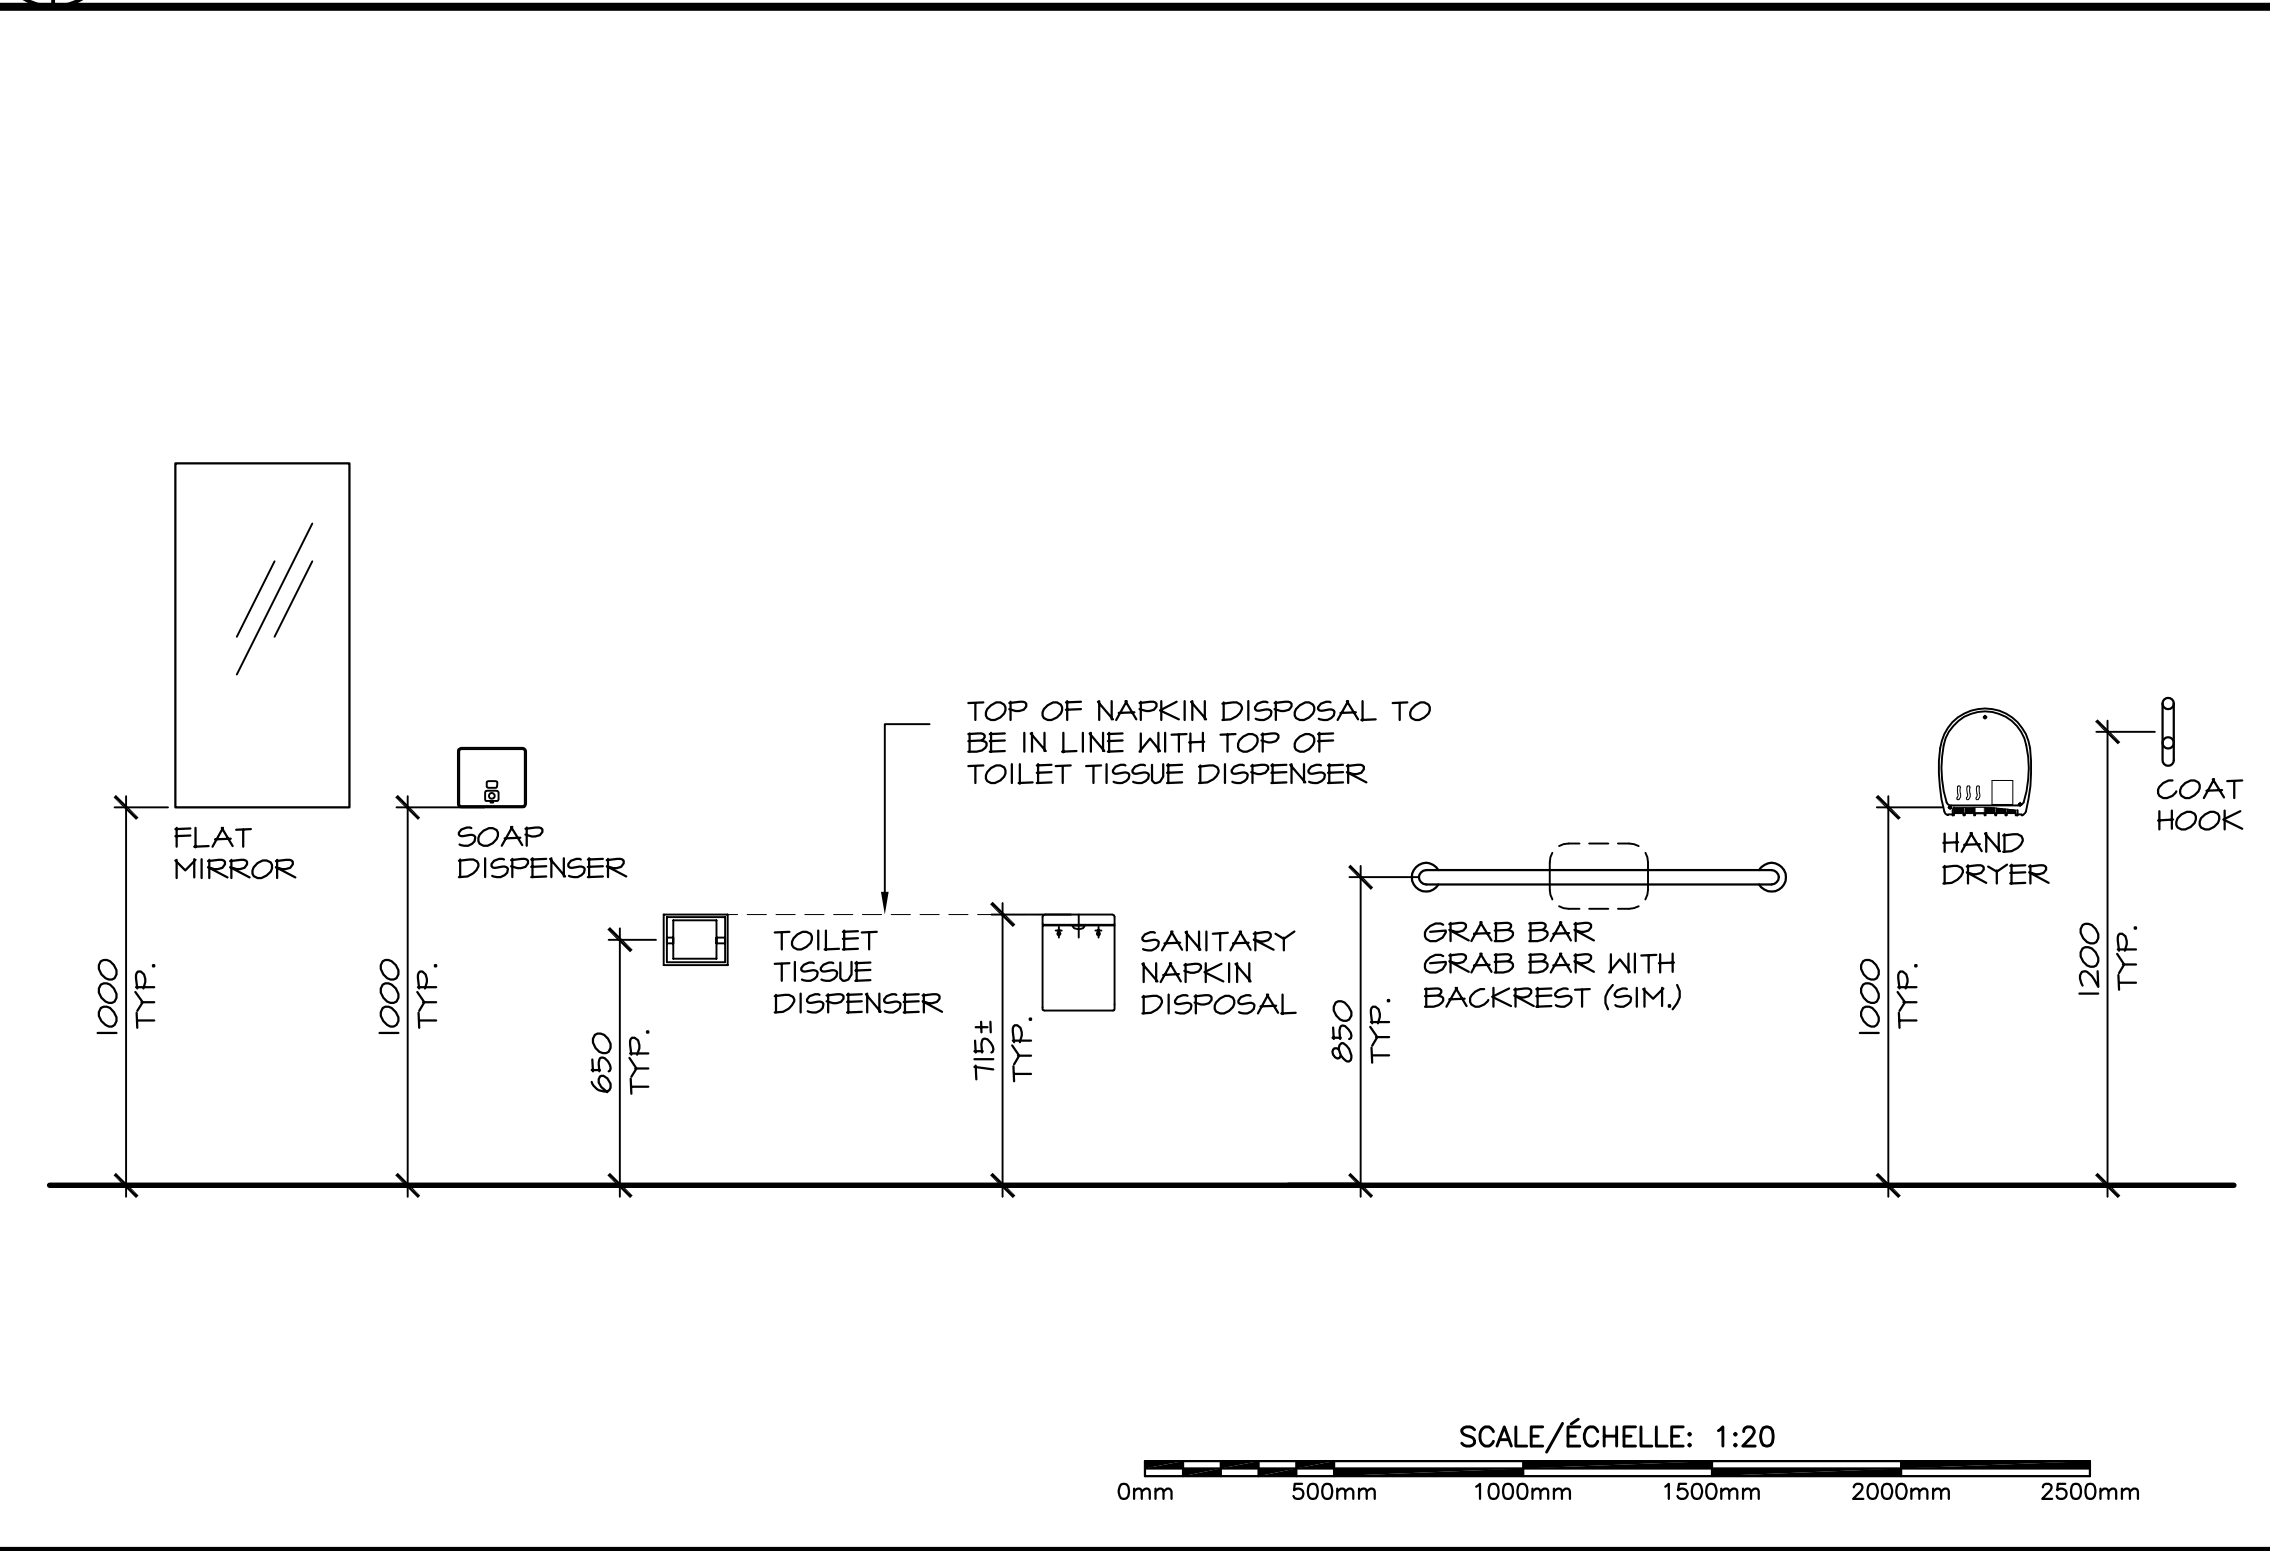 TOP OF NAPKIN DISPOSAL TO
BE IN LINE WITH TOP OF
TOILET TISSUE DISPENSER
FLAT
MIRROR
1000
TYP.
SOAP
DISPENSER
1000
TYP.
TOILET
TISSUE
DISPENSER
650
TYP.
SANITARY
NAPKIN
DISPOSAL
715±
TYP.
GRAB BAR
GRAB BAR WITH
BACKREST (SIM.)
850
TYP.
HAND
DRYER
1000
TYP.
COAT
HOOK
1200
TYP.
SCALE/ÉCHELLE: 1:20
0mm 500mm 1000mm 1500mm 2000mm 2500mm